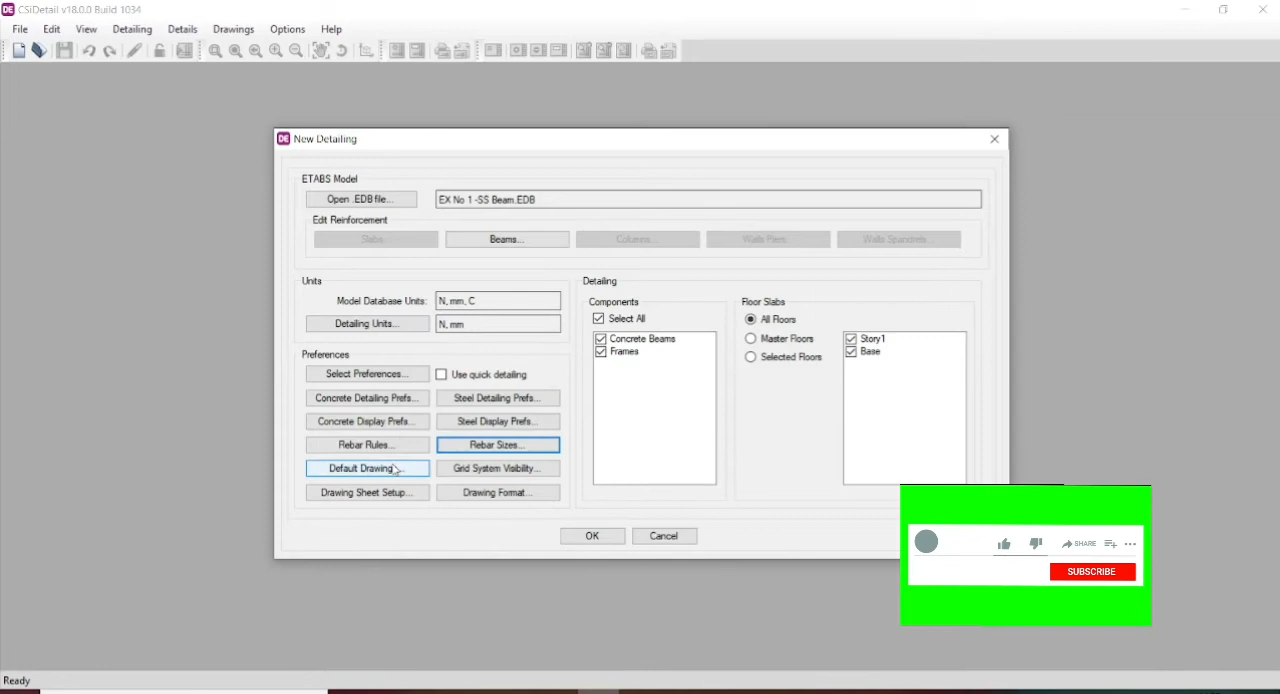 CSiDetail v18.0.0 Build 1034
File Edit View Detailing Details Drawings Options Help
New Detailing
ETABS Model
Open .EDB file... EX No 1 -SS Beam.EDB
Edit Reinforcement
Slabs... Beams... Columns... Walls Piers... Walls Spandrels...
Units
Model Database Units: N, mm, C
Detailing Units... N, mm
Preferences
Select Preferences... Use quick detailing
Concrete Detailing Prefs... Steel Detailing Prefs...
Concrete Display Prefs... Steel Display Prefs...
Rebar Rules... Rebar Sizes...
Default Drawing... Grid System Visibility...
Drawing Sheet Setup... Drawing Format...
Detailing
Components
Select All
Concrete Beams
Frames
Floor Slabs
All Floors
Master Floors
Selected Floors
Story1
Base
OK Cancel
SHARE
SUBSCRIBE
Ready